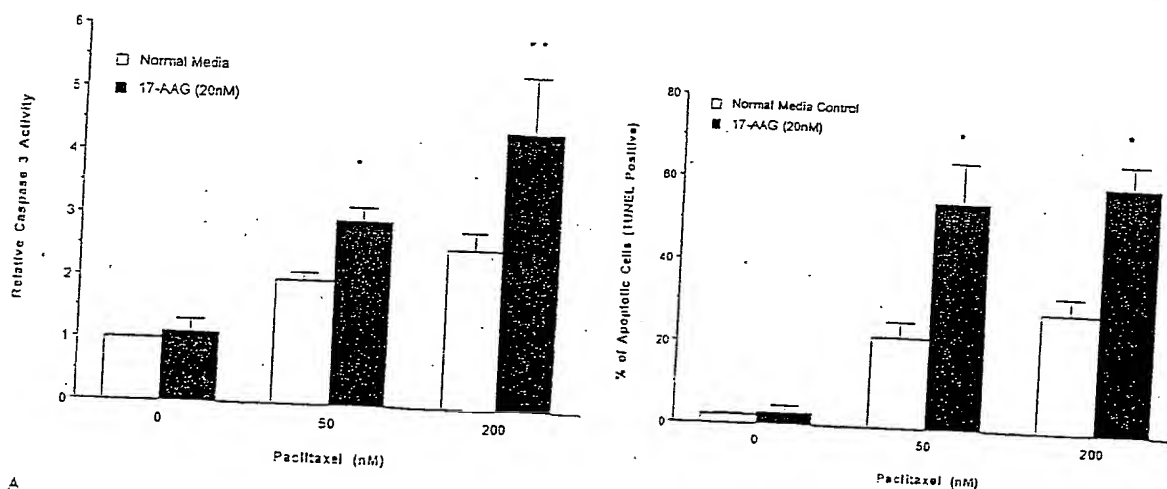 6
5
4
3
2
1
0
Relative Caspase 3 Activity
Normal Media
17-AAG (20nM)
*
**
0
50
200
Paclitaxel (nM)
A
80
60
40
20
0
% of Apoptotic Cells (TUNEL Positive)
Normal Media Control
17-AAG (20nM)
*
*
0
50
200
Paclitaxel (nM)